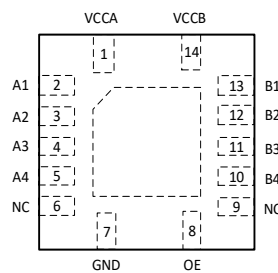 VCCA VCCB
1 14
A1 2 13 B1
A2 3 12 B2
A3 4 11 B3
A4 5 10 B4
NC 6 9 NC
7 8
GND OE